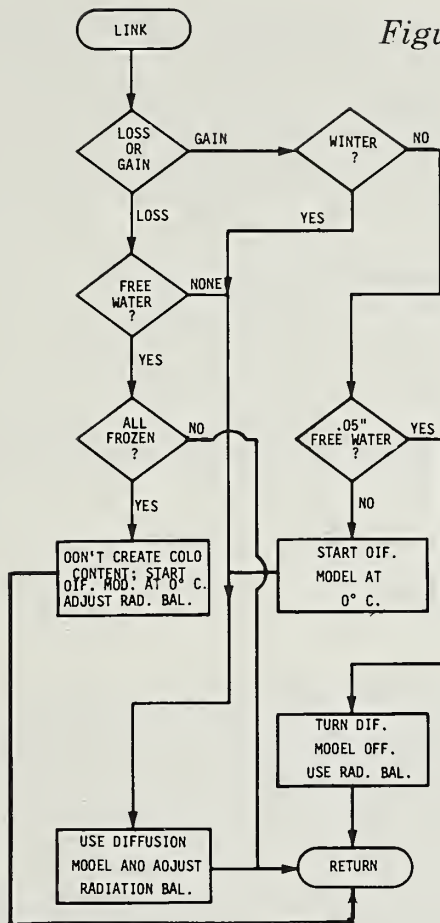 Figu
LINK
LOSS
OR
GAIN
GAIN
WINTER
?
NO
LOSS
YES
FREE
WATER
?
NONE
YES
ALL
FROZEN
?
NO
.05"
FREE WATER
?
YES
YES
NO
OON'T CREATE COLO
CONTENT; START
OIF. MOD. AT 0° C.
ADJUST RAD. BAL.
START OIF.
MODEL AT
0° C.
TURN DIF.
MOOEL OFF.
USE RAD. BAL.
USE DIFFUSION
MODEL AND ADJUST
RADIATION BAL.
RETURN